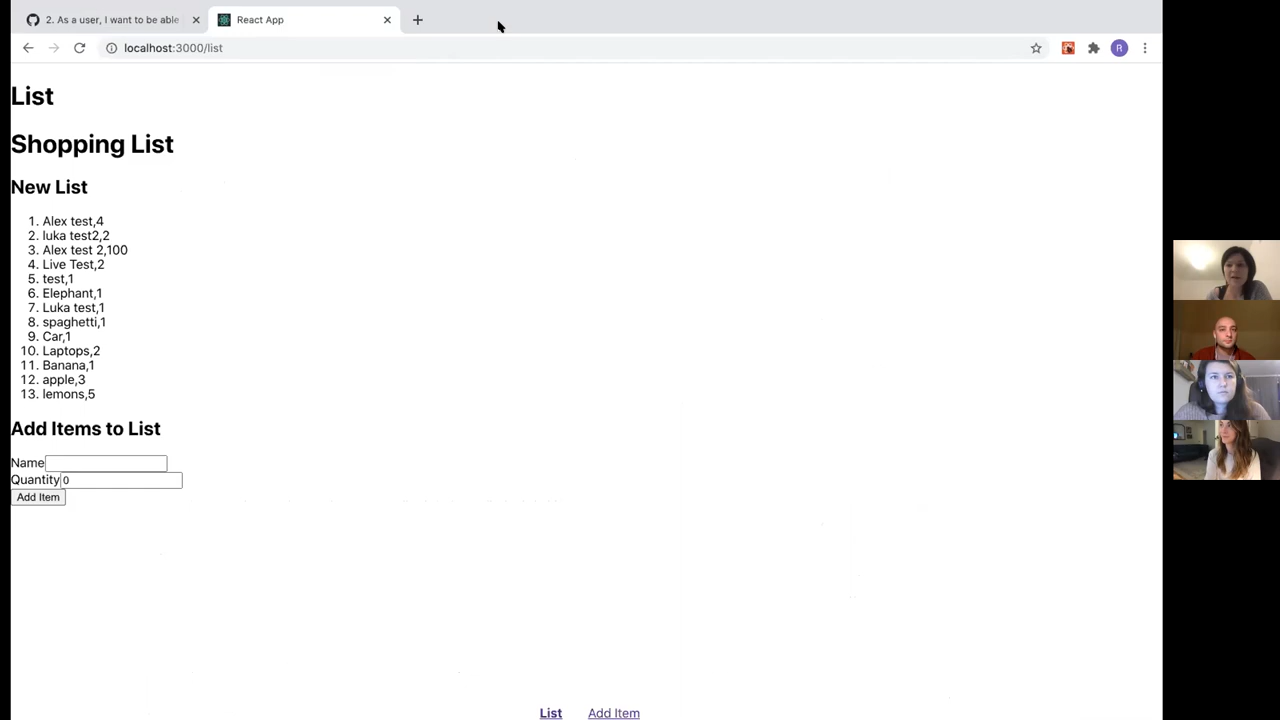 2. As a user, I want to be able
React App
localhost:3000/list
R
List
Shopping List
New List
1. Alex test,4
2. luka test2,2
3. Alex test 2,100
4. Live Test,2
5. test,1
6. Elephant,1
7. Luka test,1
8. spaghetti,1
9. Car,1
10. Laptops,2
11. Banana,1
12. apple,3
13. lemons,5
Add Items to List
Name
Quantity 0
Add Item
List Add Item